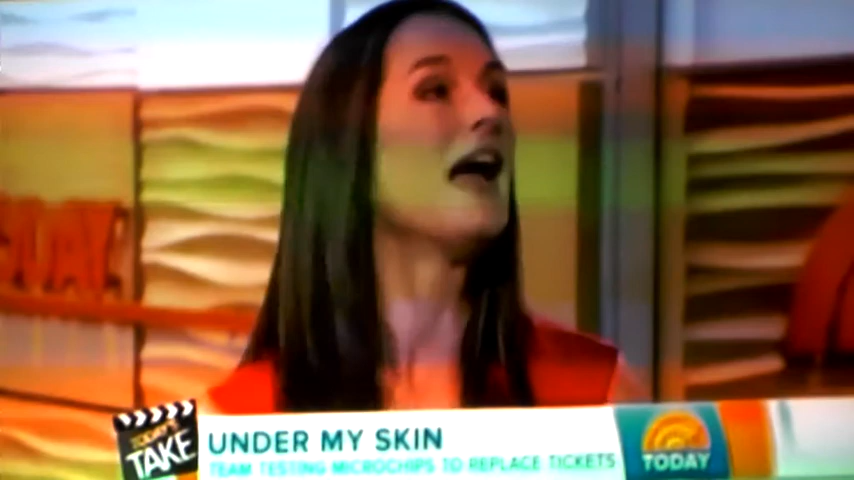 TODAY'S
TAKE
UNDER MY SKIN
TEAM TESTING MICROCHIPS TO REPLACE TICKETS
TODAY